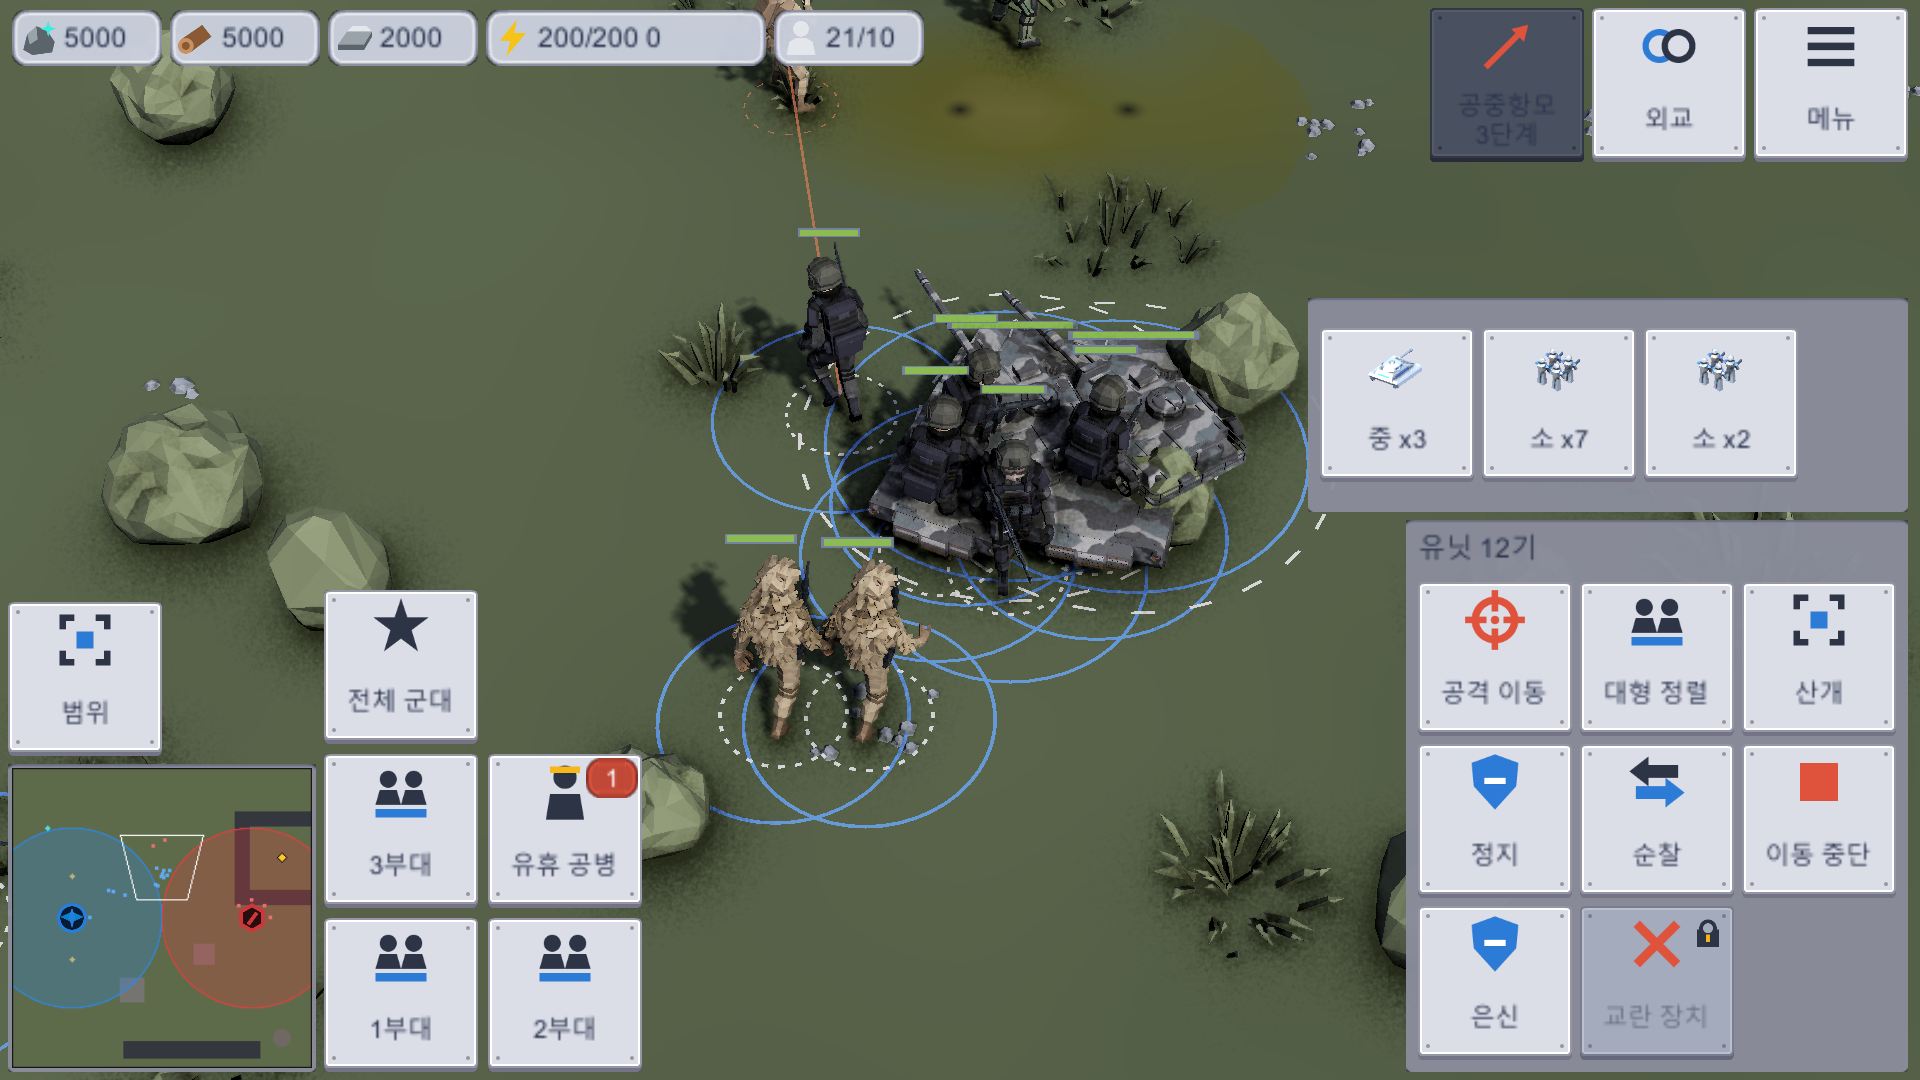 5000
5000
2000
200/200 0
21/10
공중항모
3단계
외교
메뉴
중 x3
소 x7
소 x2
유닛 12기
공격 이동
대형 정렬
산개
정지
순찰
이동 중단
은신
교란 장치
범위
전체 군대
3부대
유휴 공병
1
1부대
2부대